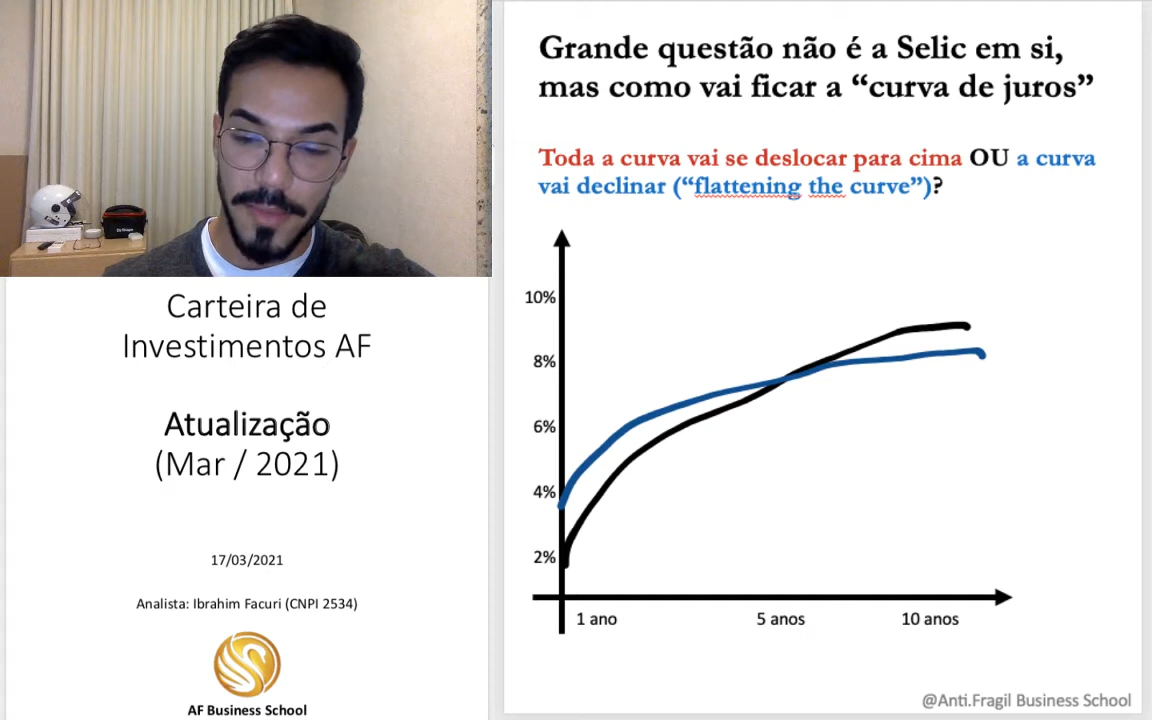 Grande questão não é a Selic em si,
mas como vai ficar a “curva de juros”
Toda a curva vai se deslocar para cima OU a curva
vai declinar (“flattening the curve”)?
10%
8%
6%
4%
2%
1 ano
5 anos
10 anos
@Anti.Fragil Business School
Carteira de
Investimentos AF
Atualização
(Mar / 2021)
17/03/2021
Analista: Ibrahim Facuri (CNPI 2534)
AF Business School